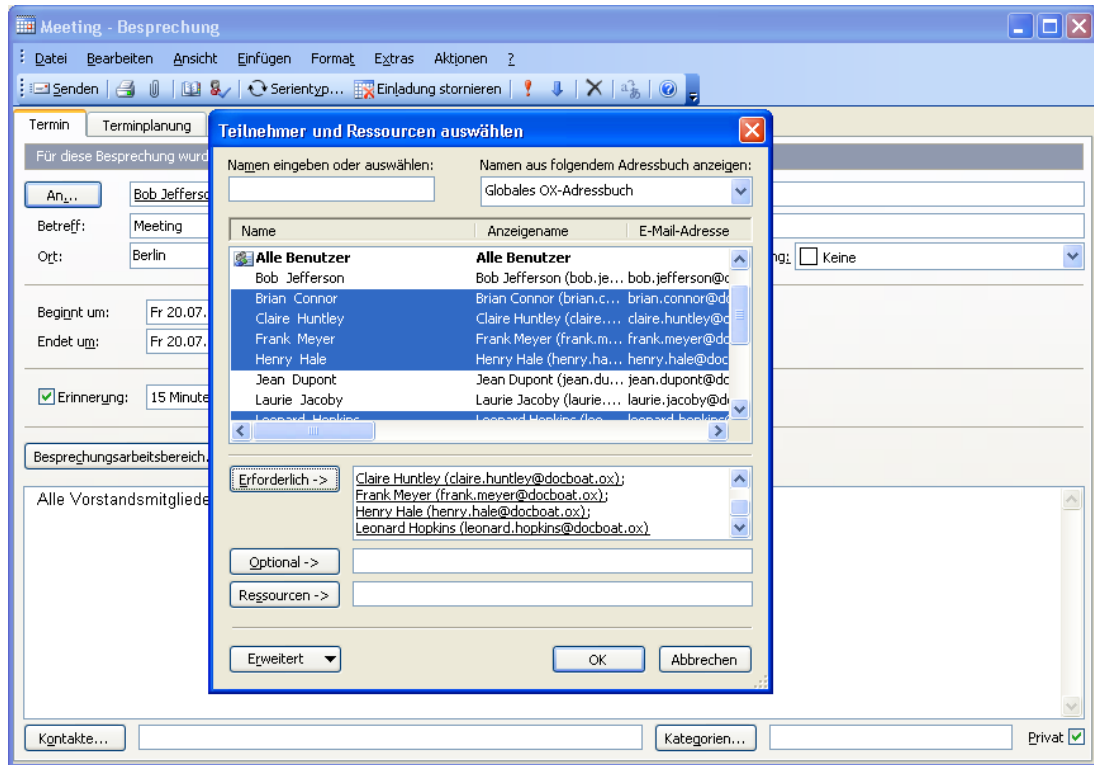 Meeting - Besprechung
Datei Bearbeiten Ansicht Einfügen Format Extras Aktionen ?
Senden Serientyp... Einladung stornieren
Termin Terminplanung
Für diese Besprechung wurd
An... Bob Jefferso
Betreff: Meeting
Ort: Berlin
Keine
Beginnt um: Fr 20.07.
Endet um: Fr 20.07.
Erinnerung: 15 Minute
Besprechungsarbeitsbereich.
Alle Vorstandsmitgliede
Teilnehmer und Ressourcen auswählen
Namen eingeben oder auswählen: Namen aus folgendem Adressbuch anzeigen:
Globales OX-Adressbuch
Name Anzeigename E-Mail-Adresse
Alle Benutzer Alle Benutzer
Bob Jefferson Bob Jefferson (bob.je... bob.jefferson@
Brian Connor Brian Connor (brian.c... brian.connor@do
Claire Huntley Claire Huntley (claire.... claire.huntley@
Frank Meyer Frank Meyer (frank.m... frank.meyer@do
Henry Hale Henry Hale (henry.ha... henry.hale@doc
Jean Dupont Jean Dupont (jean.du... jean.dupont@do
Laurie Jacoby Laurie Jacoby (laurie.... laurie.jacoby@d
Leonard Hopkins Leonard Hopkins (leo... leonard.hopkins
Erforderlich -> Claire Huntley (claire.huntley@docboat.ox);
Frank Meyer (frank.meyer@docboat.ox);
Henry Hale (henry.hale@docboat.ox);
Leonard Hopkins (leonard.hopkins@docboat.ox)
Optional ->
Ressourcen ->
Erweitert OK Abbrechen
Kontakte... Kategorien... Privat